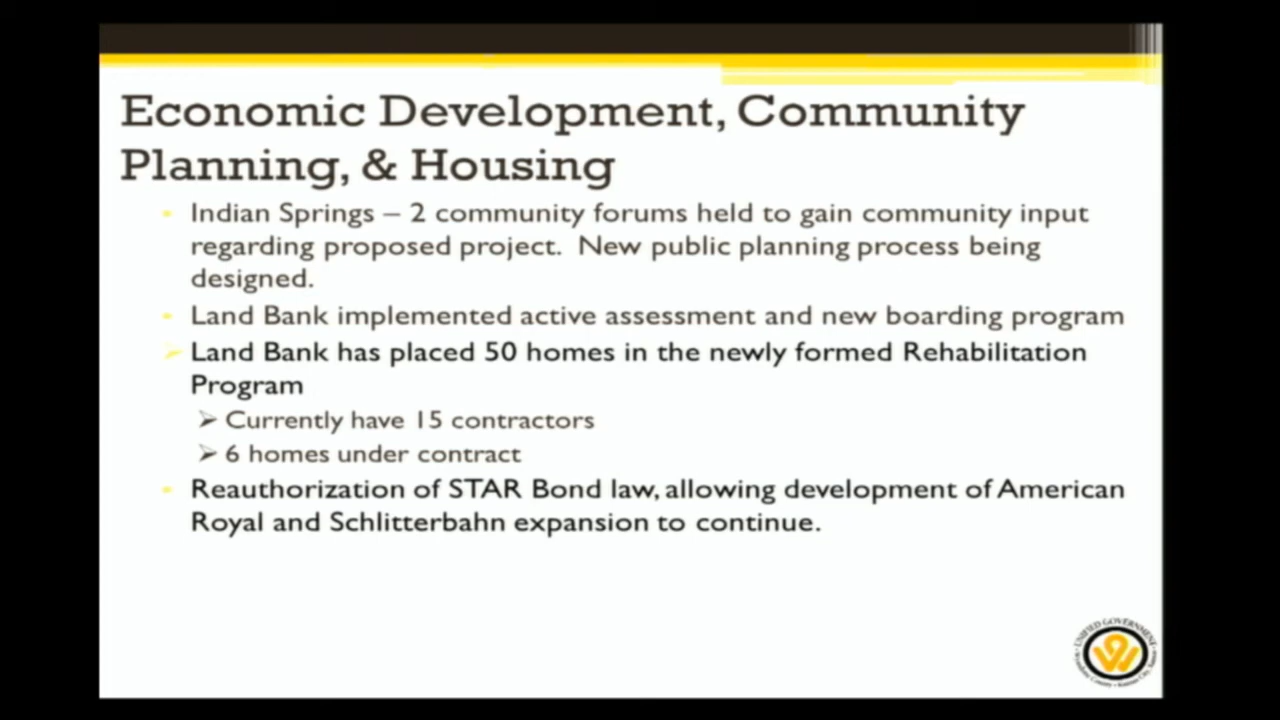 Economic Development, Community
Planning, & Housing
Indian Springs – 2 community forums held to gain community input
regarding proposed project. New public planning process being
designed.
Land Bank implemented active assessment and new boarding program
Land Bank has placed 50 homes in the newly formed Rehabilitation
Program
Currently have 15 contractors
6 homes under contract
Reauthorization of STAR Bond law, allowing development of American
Royal and Schlitterbahn expansion to continue.
UNIFIED GOVERNMENT